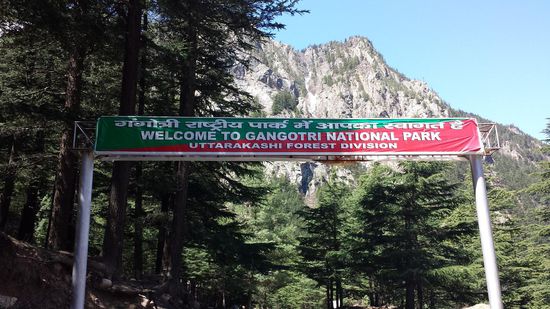 गंगोत्री राष्ट्रीय पार्क में आपका स्वागत है
WELCOME TO GANGOTRI NATIONAL PARK
UTTARAKASHI FOREST DIVISION